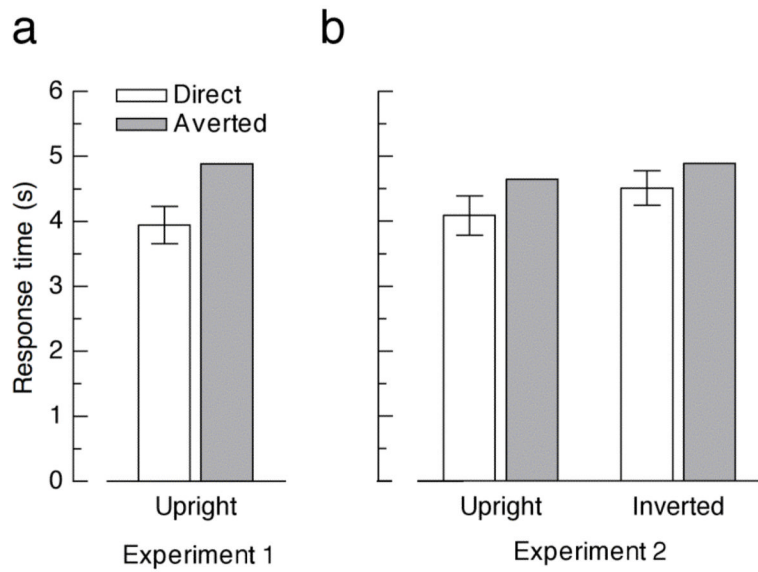 a
b
Direct
Averted
Response time (s)
6
5
4
3
2
1
0
Upright
Experiment 1
Upright Inverted
Experiment 2